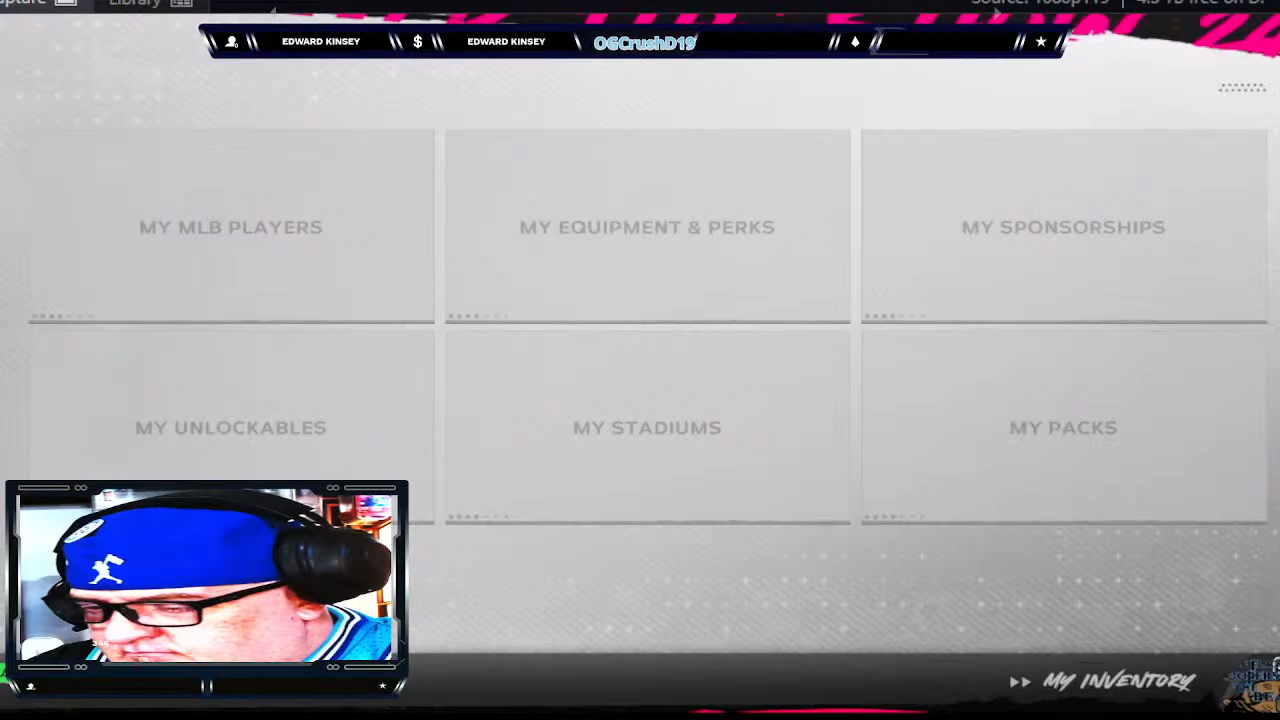 Library
EDWARD KINSEY
$
EDWARD KINSEY
OGCrushD19
MY MLB PLAYERS
MY EQUIPMENT & PERKS
MY SPONSORSHIPS
MY UNLOCKABLES
MY STADIUMS
MY PACKS
MY INVENTORY